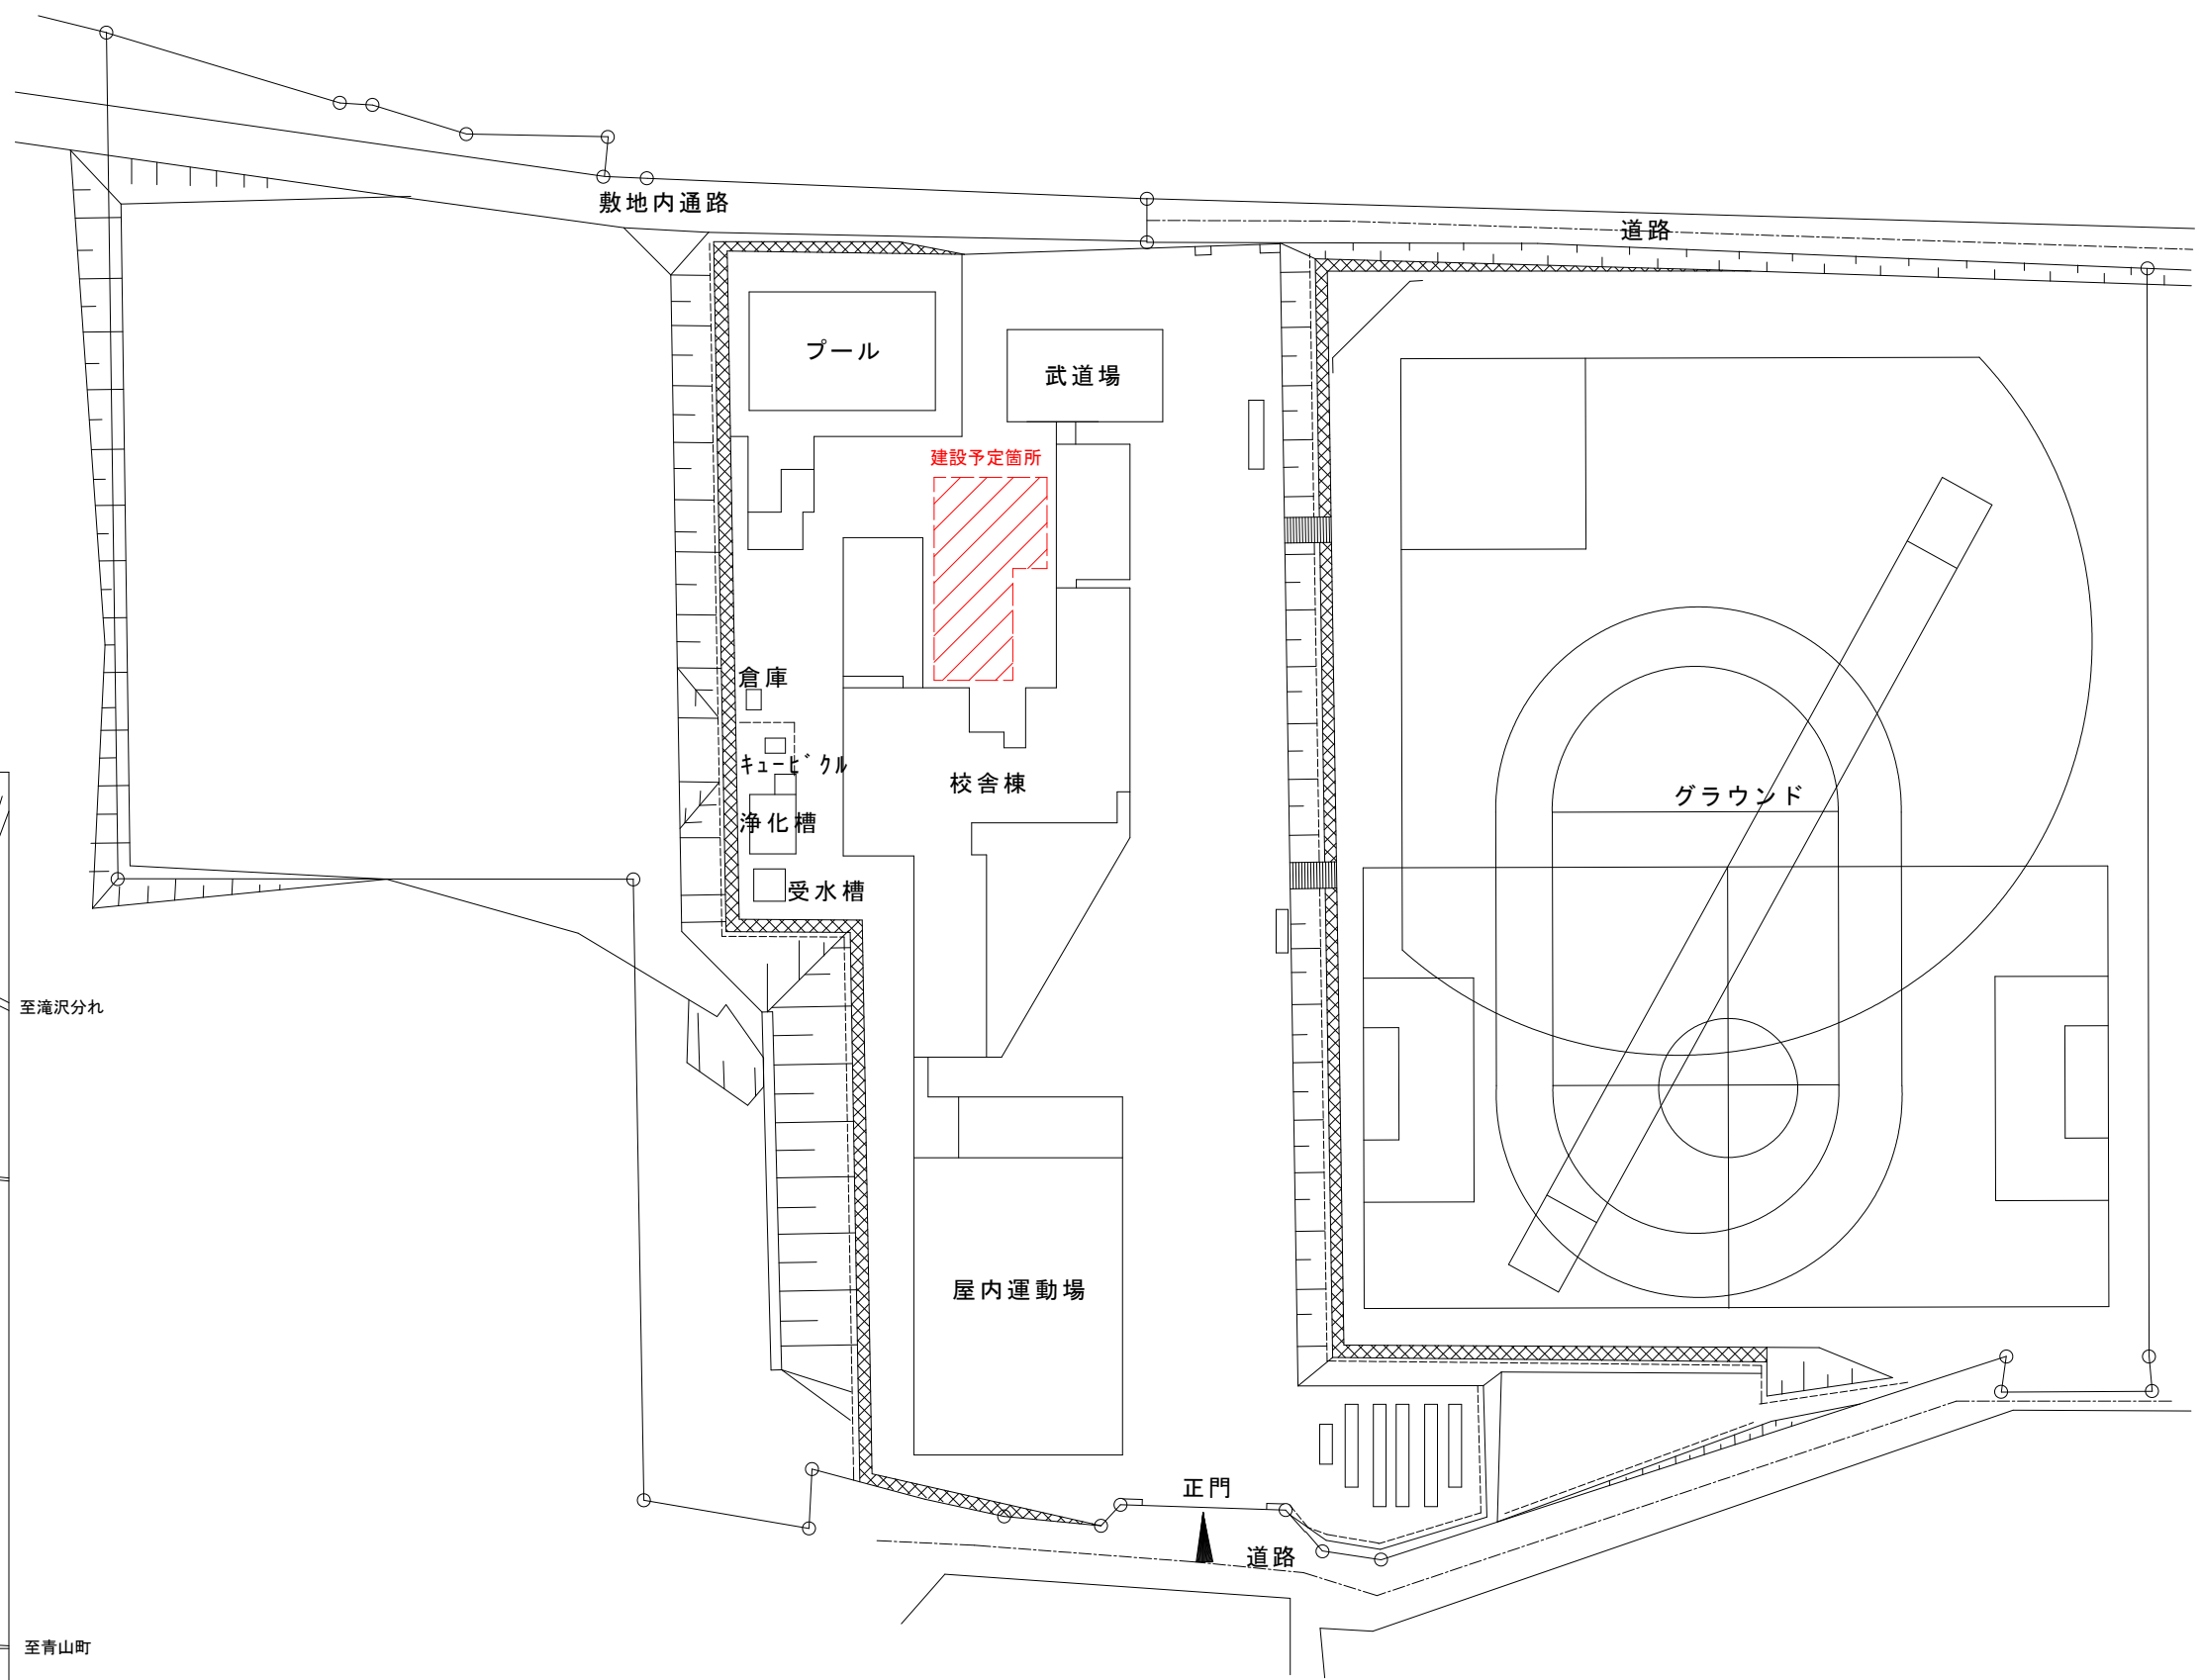 敷地内通路
道路
プール
武道場
建設予定箇所
倉庫
ｷｭｰﾋﾞｸﾙ
校舎棟
グラウンド
浄化槽
受水槽
至滝沢分れ
屋内運動場
正門
道路
至青山町